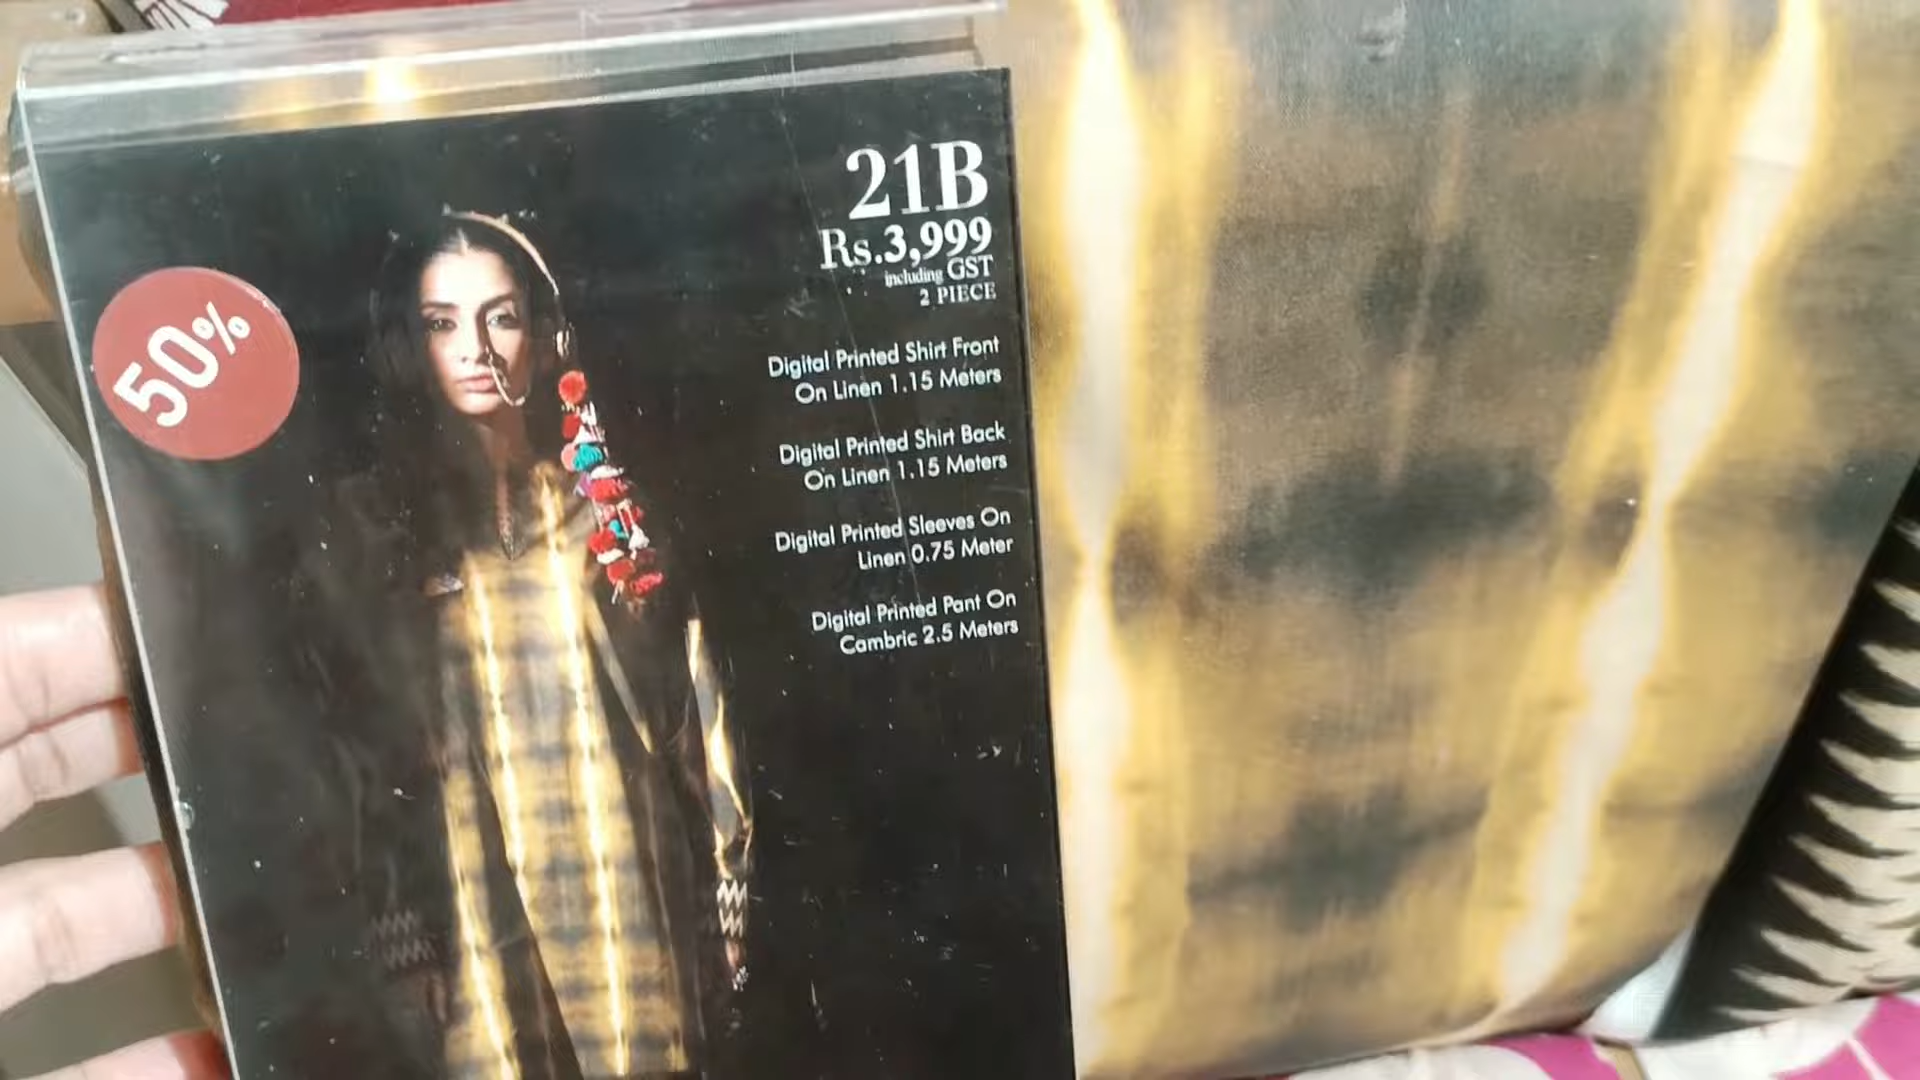 21B
Rs.3,999
including GST
2 PIECE
50%
Digital Printed Shirt Front
On Linen 1.15 Meters
Digital Printed Shirt Back
On Linen 1.15 Meters
Digital Printed Sleeves On
Linen 0.75 Meter
Digital Printed Pant On
Cambric 2.5 Meters